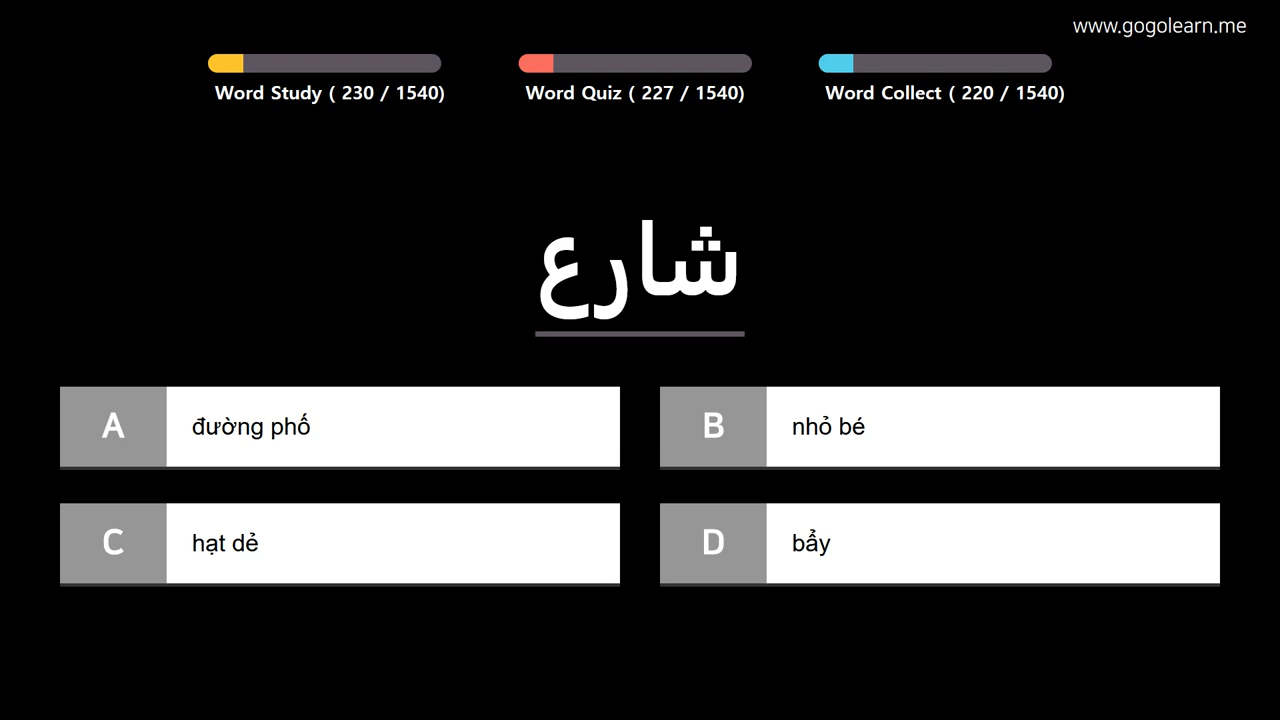 www.gogolearn.me
Word Study ( 230 / 1540)
Word Quiz ( 227 / 1540)
Word Collect ( 220 / 1540)
شارع
A đường phố
B nhỏ bé
C hạt dẻ
D bẩy